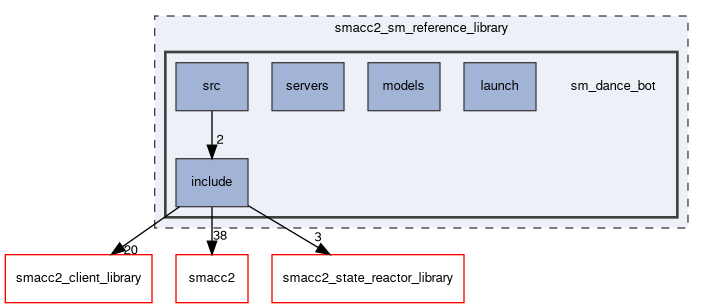 smacc2_sm_reference_library
src
servers
models
launch
sm_dance_bot
2
include
20
38
3
smacc2_client_library
smacc2
smacc2_state_reactor_library